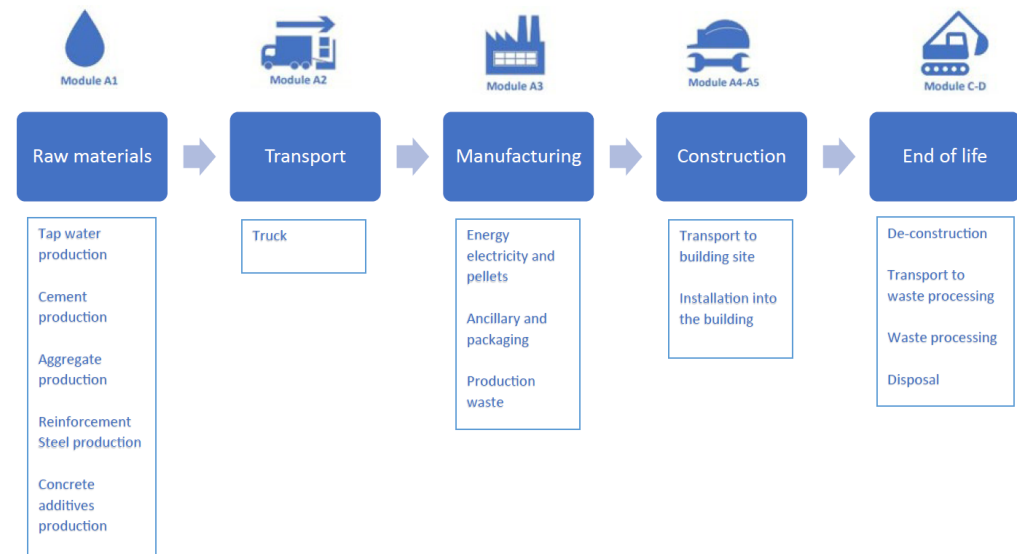 Module A1
Module A2
Module A3
Module A4-A5
Module C-D
Raw materials
Transport
Manufacturing
Construction
End of life
Tap water
production
Cement
production
Aggregate
production
Reinforcement
Steel production
Concrete
additives
production
Truck
Energy
electricity and
pellets
Ancillary and
packaging
Production
waste
Transport to
building site
Installation into
the building
De-construction
Transport to
waste processing
Waste processing
Disposal